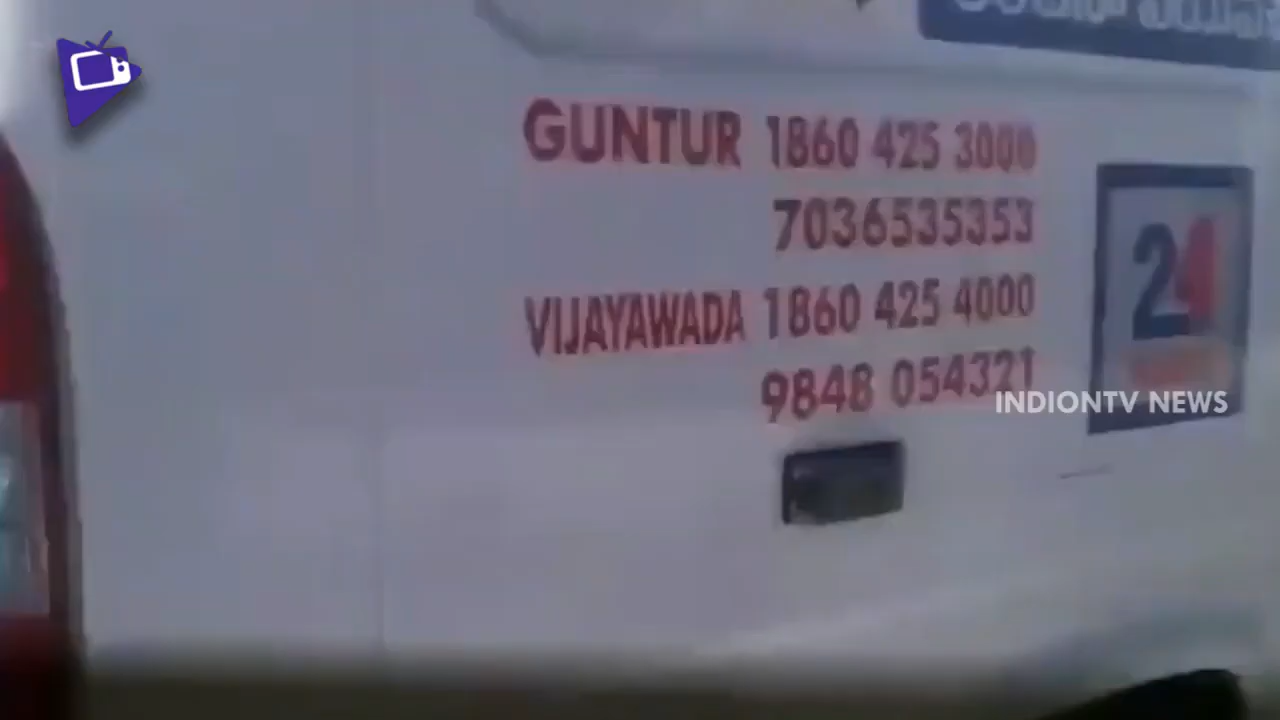 GUNTUR 1860 425 3000
7036535353
VIJAYAWADA 1860 425 4000
9848 054321
24
INDIONTV NEWS